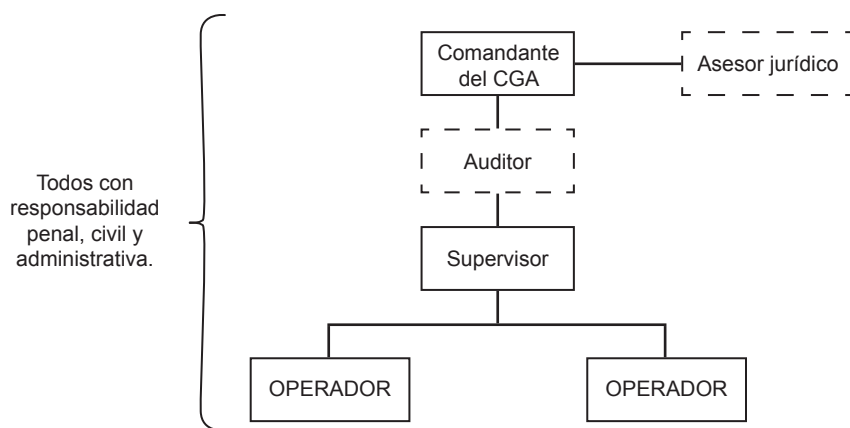 Comandante
del CGA
Asesor jurídico
Auditor
Todos con
responsabilidad
penal, civil y
administrativa.
Supervisor
OPERADOR
OPERADOR